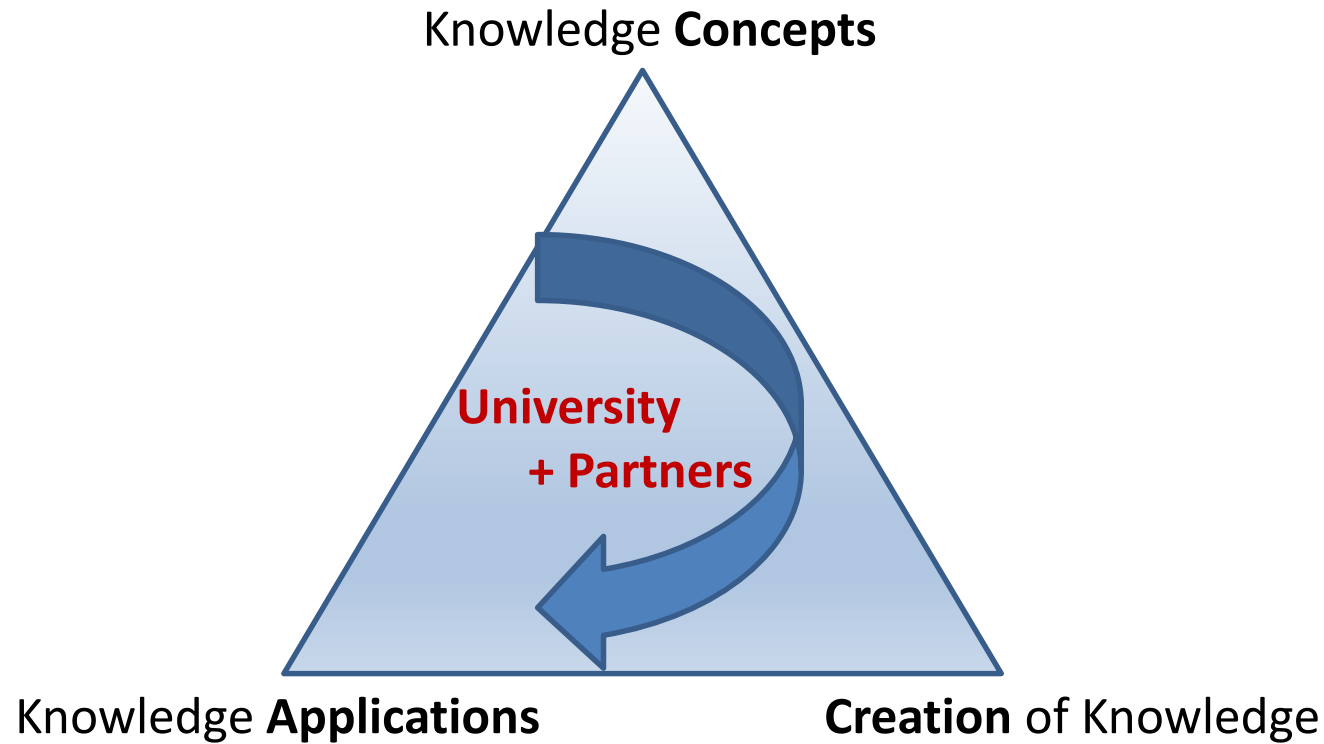 Knowledge Concepts
University
+ Partners
Knowledge Applications
Creation of Knowledge